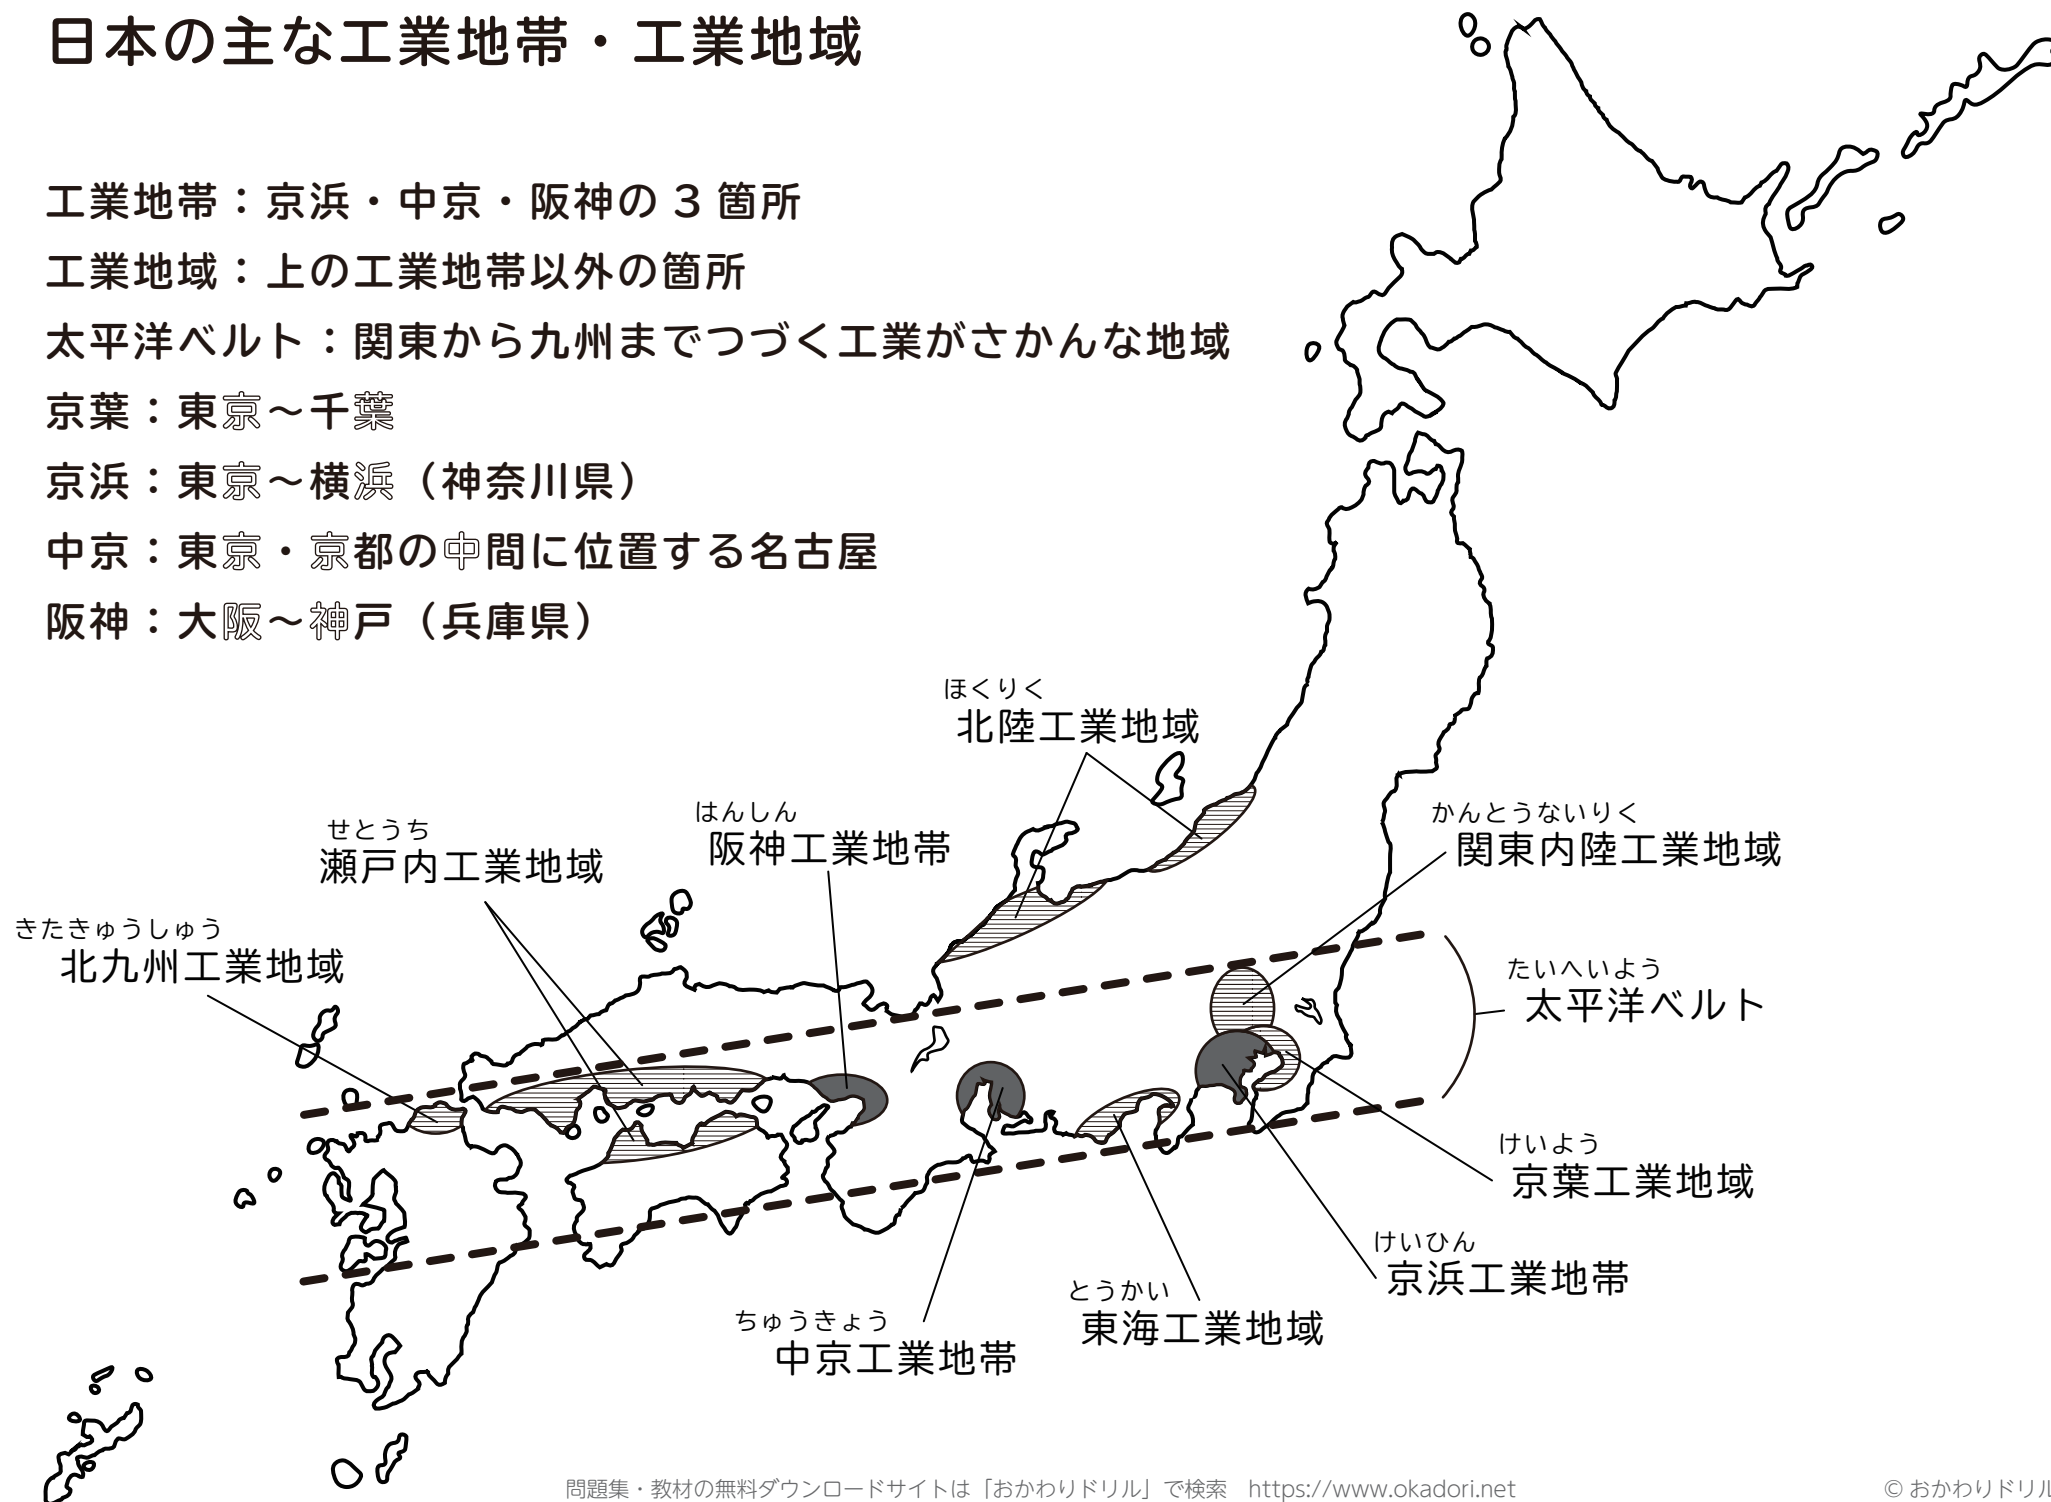 日本の主な工業地帯・工業地域
工業地帯：京浜・中京・阪神の 3 箇所
工業地域：上の工業地帯以外の箇所
太平洋ベルト：関東から九州までつづく工業がさかんな地域
京葉：東京～千葉
京浜：東京～横浜（神奈川県）
中京：東京・京都の中間に位置する名古屋
阪神：大阪～神戸（兵庫県）
ほくりく
北陸工業地域
はんしん
阪神工業地帯
せとうち
瀬戸内工業地域
かんとうないりく
関東内陸工業地域
きたきゅうしゅう
北九州工業地域
たいへいよう
太平洋ベルト
けいよう
京葉工業地域
けいひん
京浜工業地帯
とうかい
東海工業地域
ちゅうきょう
中京工業地帯
問題集・教材の無料ダウンロードサイトは「おかわりドリル」で検索　https://www.okadori.net
© おかわりドリル